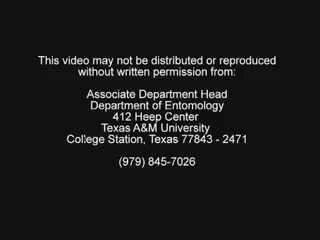 This video may not be distributed or reproduced
without written permission from:
Associate Department Head
Department of Entomology
412 Heep Center
Texas A&M University
College Station, Texas 77843 - 2471
(979) 845-7026